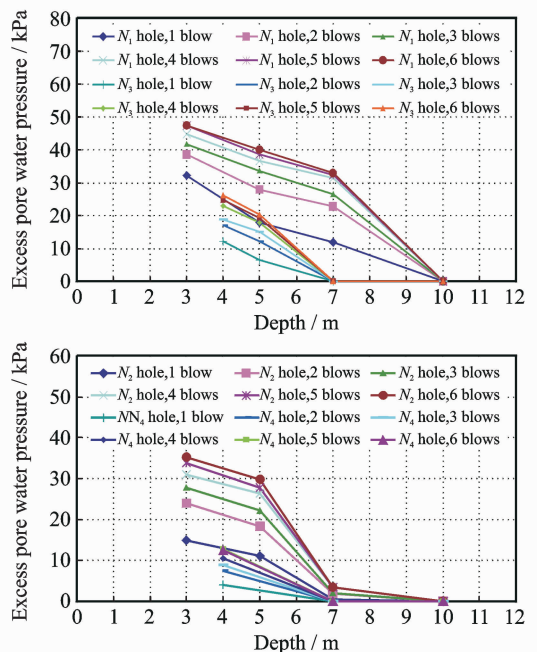 Excess pore water pressure / kPa
80
70
60
50
40
30
20
10
0
N1 hole,1 blow N1 hole,2 blows N1 hole,3 blows
N1 hole,4 blows N1 hole,5 blows N1 hole,6 blows
N3 hole,1 blow N3 hole,2 blows N3 hole,3 blows
N3 hole,4 blows N3 hole,5 blows N3 hole,6 blows
0 1 2 3 4 5 6 7 8 9 10 11 12
Depth / m
Excess pore water pressure / kPa
60
50
40
30
20
10
0
N2 hole,1 blow N2 hole,2 blows N2 hole,3 blows
N2 hole,4 blows N2 hole,5 blows N2 hole,6 blows
NN4 hole,1 blow N4 hole,2 blows N4 hole,3 blows
N4 hole,4 blows N4 hole,5 blows N4 hole,6 blows
0 1 2 3 4 5 6 7 8 9 10 11 12
Depth / m